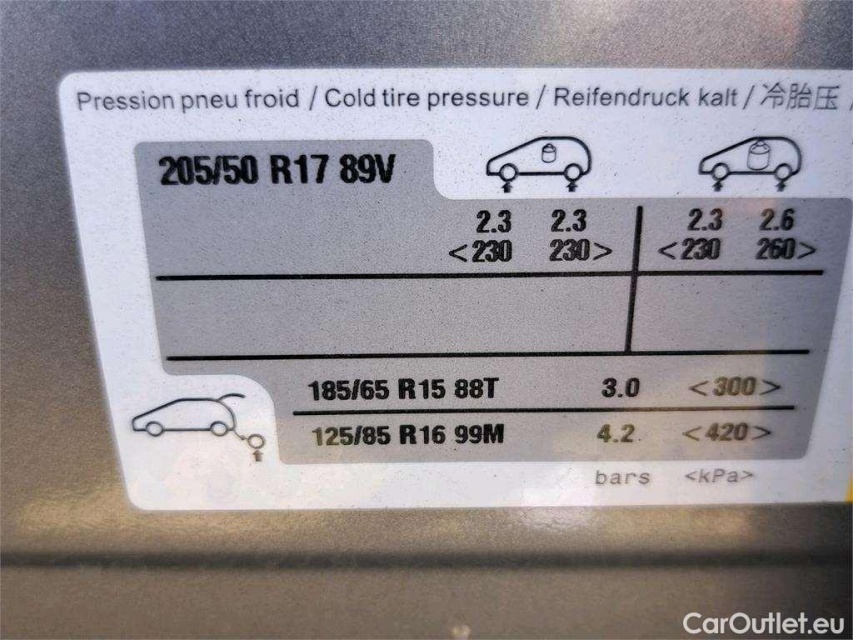 Pression pneu froid / Cold tire pressure / Reifendruck kalt / 冷胎压 /
205/50 R17 89V
2.3 2.3 2.3 2.6
<230 230> <230 260>
185/65 R15 88T 3.0 <300>
125/85 R16 99M 4.2 <420>
bars <kPa>
CarOutlet.eu